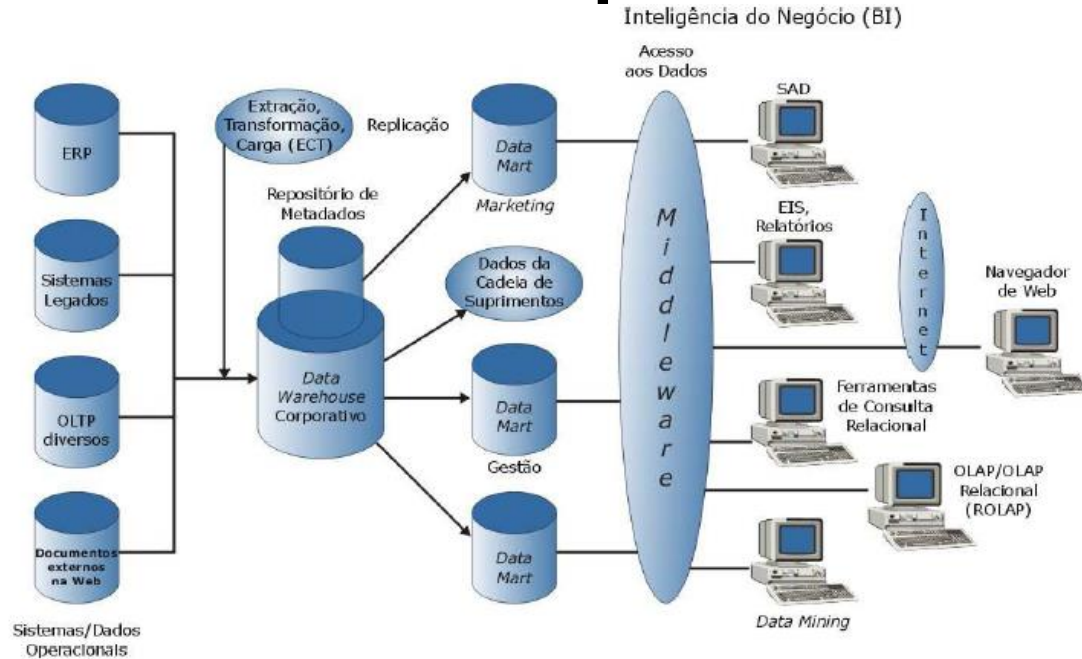 Inteligência do Negócio (BI)
Acesso
aos Dados
ERP
Sistemas
Legados
OLTP
diversos
Documentos
externos
na Web
Sistemas/Dados
Operacionais
Extração,
Transformação,
Carga (ECT)
Replicação
Repositório de
Metadados
Data
Warehouse
Corporativo
Data
Mart
Marketing
Dados da
Cadeia de
Suprimentos
Data
Mart
Gestão
Data
Mart
Middleware
SAD
EIS,
Relatórios
Internet
Navegador
de Web
Ferramentas
de Consulta
Relacional
OLAP/OLAP
Relacional
(ROLAP)
Data Mining